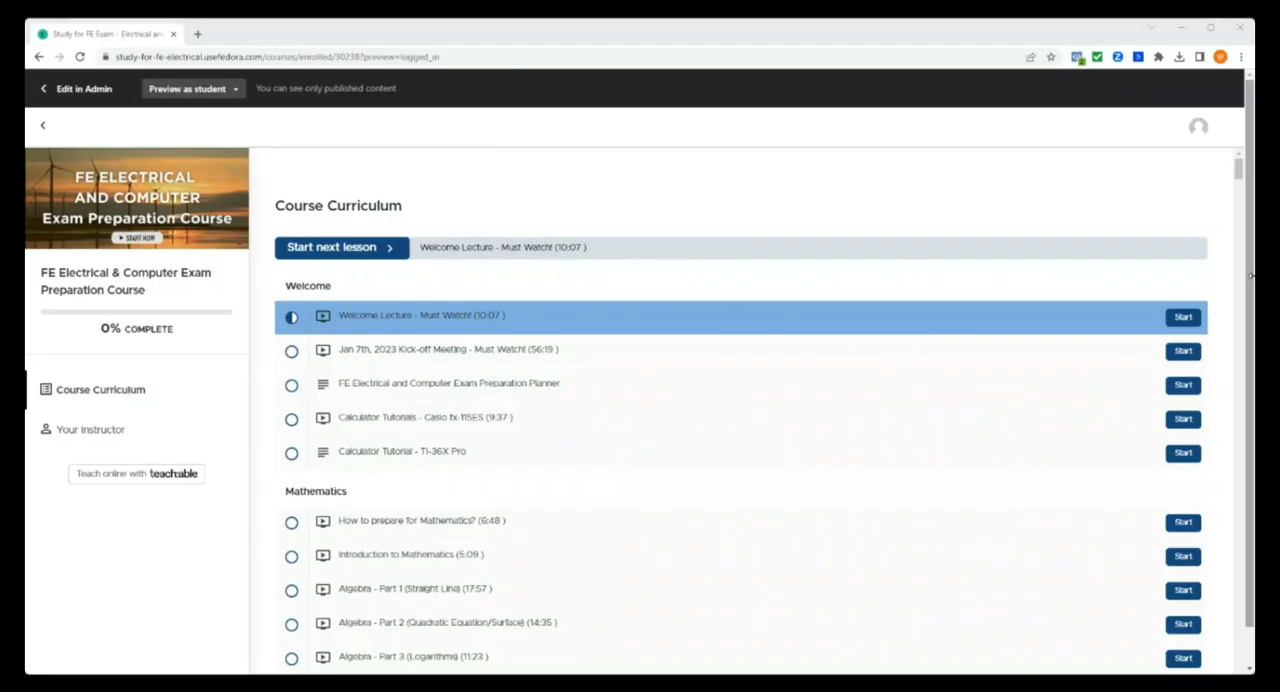 Study for FE Exam - Electrical an
study-for-fe-electrical.usefedora.com/courses/enrolled/30238?preview=logged_in
Edit in Admin
Preview as student
You can see only published content
FE ELECTRICAL
AND COMPUTER
Exam Preparation Course
START NOW
FE Electrical & Computer Exam
Preparation Course
0% COMPLETE
Course Curriculum
Your Instructor
Teach online with teachable
Course Curriculum
Start next lesson
Welcome Lecture - Must Watch! (10:07 )
Welcome
Welcome Lecture - Must Watch! (10:07 )
Start
Jan 7th, 2023 Kick-off Meeting - Must Watch! (56:19 )
Start
FE Electrical and Computer Exam Preparation Planner
Start
Calculator Tutorials - Casio fx-115ES (9:37 )
Start
Calculator Tutorial - TI-36X Pro
Start
Mathematics
How to prepare for Mathematics? (6:48 )
Start
Introduction to Mathematics (5:09 )
Start
Algebra - Part 1 (Straight Line) (17:57 )
Start
Algebra - Part 2 (Quadratic Equation/Surface) (14:35 )
Start
Algebra - Part 3 (Logarithms) (11:23 )
Start